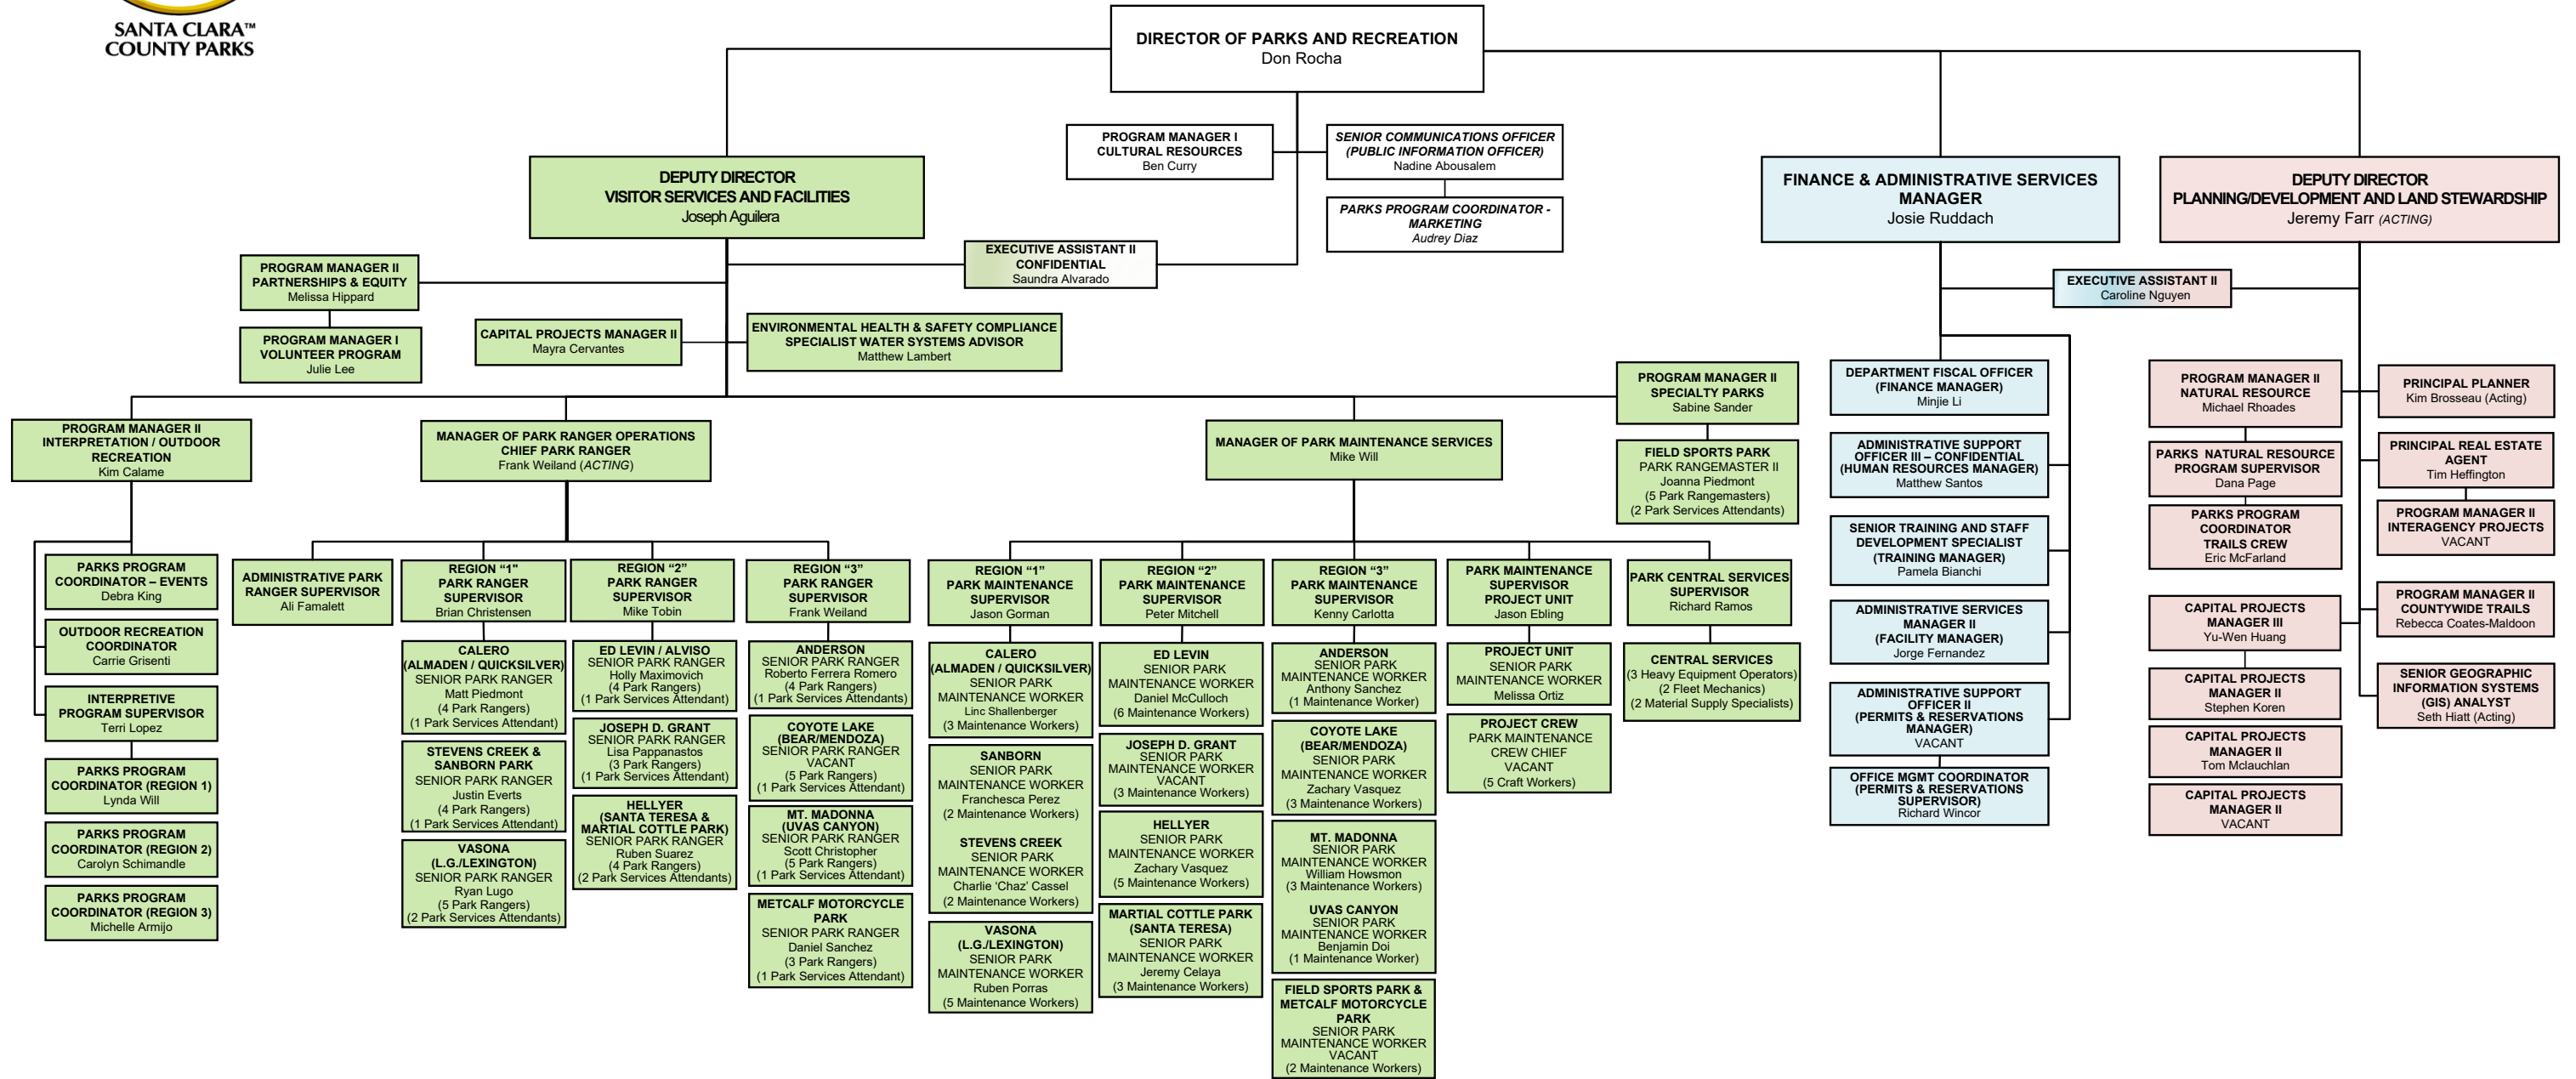 SANTA CLARA™
COUNTY PARKS
DIRECTOR OF PARKS AND RECREATION
Don Rocha
PROGRAM MANAGER I
CULTURAL RESOURCES
Ben Curry
SENIOR COMMUNICATIONS OFFICER
(PUBLIC INFORMATION OFFICER)
Nadine Abousalem
PARKS PROGRAM COORDINATOR -
MARKETING
Audrey Diaz
DEPUTY DIRECTOR
VISITOR SERVICES AND FACILITIES
Joseph Aguilera
FINANCE & ADMINISTRATIVE SERVICES
MANAGER
Josie Ruddach
DEPUTY DIRECTOR
PLANNING/DEVELOPMENT AND LAND STEWARDSHIP
Jeremy Farr (ACTING)
EXECUTIVE ASSISTANT II
CONFIDENTIAL
Saundra Alvarado
EXECUTIVE ASSISTANT II
Caroline Nguyen
PROGRAM MANAGER II
PARTNERSHIPS & EQUITY
Melissa Hippard
PROGRAM MANAGER I
VOLUNTEER PROGRAM
Julie Lee
CAPITAL PROJECTS MANAGER II
Mayra Cervantes
ENVIRONMENTAL HEALTH & SAFETY COMPLIANCE
SPECIALIST WATER SYSTEMS ADVISOR
Matthew Lambert
PROGRAM MANAGER II
INTERPRETATION / OUTDOOR
RECREATION
Kim Calame
MANAGER OF PARK RANGER OPERATIONS
CHIEF PARK RANGER
Frank Weiland (ACTING)
MANAGER OF PARK MAINTENANCE SERVICES
Mike Will
PROGRAM MANAGER II
SPECIALTY PARKS
Sabine Sander
FIELD SPORTS PARK
PARK RANGEMASTER II
Joanna Piedmont
(5 Park Rangemasters)
(2 Park Services Attendants)
PARKS PROGRAM
COORDINATOR – EVENTS
Debra King
OUTDOOR RECREATION
COORDINATOR
Carrie Grisenti
INTERPRETIVE
PROGRAM SUPERVISOR
Terri Lopez
PARKS PROGRAM
COORDINATOR (REGION 1)
Lynda Will
PARKS PROGRAM
COORDINATOR (REGION 2)
Carolyn Schimandle
PARKS PROGRAM
COORDINATOR (REGION 3)
Michelle Armijo
ADMINISTRATIVE PARK
RANGER SUPERVISOR
Ali Famalett
REGION “1"
PARK RANGER
SUPERVISOR
Brian Christensen
CALERO
(ALMADEN / QUICKSILVER)
SENIOR PARK RANGER
Matt Piedmont
(4 Park Rangers)
(1 Park Services Attendant)
STEVENS CREEK &
SANBORN PARK
SENIOR PARK RANGER
Justin Everts
(4 Park Rangers)
(1 Park Services Attendant)
VASONA
(L.G./LEXINGTON)
SENIOR PARK RANGER
Ryan Lugo
(5 Park Rangers)
(2 Park Services Attendants)
REGION “2”
PARK RANGER
SUPERVISOR
Mike Tobin
ED LEVIN / ALVISO
SENIOR PARK RANGER
Holly Maximovich
(4 Park Rangers)
(1 Park Services Attendant)
JOSEPH D. GRANT
SENIOR PARK RANGER
Lisa Pappanastos
(3 Park Rangers)
(1 Park Services Attendant)
HELLYER
(SANTA TERESA &
MARTIAL COTTLE PARK)
SENIOR PARK RANGER
Ruben Suarez
(4 Park Rangers)
(2 Park Services Attendants)
REGION “3”
PARK RANGER
SUPERVISOR
Frank Weiland
ANDERSON
SENIOR PARK RANGER
Roberto Ferrera Romero
(4 Park Rangers)
(1 Park Services Attendants)
COYOTE LAKE
(BEAR/MENDOZA)
SENIOR PARK RANGER
VACANT
(5 Park Rangers)
(1 Park Services Attendant)
MT. MADONNA
(UVAS CANYON)
SENIOR PARK RANGER
Scott Christopher
(5 Park Rangers)
(1 Park Services Attendant)
METCALF MOTORCYCLE
PARK
SENIOR PARK RANGER
Daniel Sanchez
(3 Park Rangers)
(1 Park Services Attendant)
REGION “1”
PARK MAINTENANCE
SUPERVISOR
Jason Gorman
CALERO
(ALMADEN / QUICKSILVER)
SENIOR PARK
MAINTENANCE WORKER
Linc Shallenberger
(3 Maintenance Workers)
SANBORN
SENIOR PARK
MAINTENANCE WORKER
Franchesca Perez
(2 Maintenance Workers)
STEVENS CREEK
SENIOR PARK
MAINTENANCE WORKER
Charlie ‘Chaz’ Cassel
(2 Maintenance Workers)
VASONA
(L.G./LEXINGTON)
SENIOR PARK
MAINTENANCE WORKER
Ruben Porras
(5 Maintenance Workers)
REGION “2”
PARK MAINTENANCE
SUPERVISOR
Peter Mitchell
ED LEVIN
SENIOR PARK
MAINTENANCE WORKER
Daniel McCulloch
(6 Maintenance Workers)
JOSEPH D. GRANT
SENIOR PARK
MAINTENANCE WORKER
VACANT
(3 Maintenance Workers)
HELLYER
SENIOR PARK
MAINTENANCE WORKER
Zachary Vasquez
(5 Maintenance Workers)
MARTIAL COTTLE PARK
(SANTA TERESA)
SENIOR PARK
MAINTENANCE WORKER
Jeremy Celaya
(3 Maintenance Workers)
REGION “3”
PARK MAINTENANCE
SUPERVISOR
Kenny Carlotta
ANDERSON
SENIOR PARK
MAINTENANCE WORKER
Anthony Sanchez
(1 Maintenance Worker)
COYOTE LAKE
(BEAR/MENDOZA)
SENIOR PARK
MAINTENANCE WORKER
Zachary Vasquez
(3 Maintenance Workers)
MT. MADONNA
SENIOR PARK
MAINTENANCE WORKER
William Howsmon
(3 Maintenance Workers)
UVAS CANYON
SENIOR PARK
MAINTENANCE WORKER
Benjamin Doi
(1 Maintenance Worker)
FIELD SPORTS PARK &
METCALF MOTORCYCLE
PARK
SENIOR PARK
MAINTENANCE WORKER
VACANT
(2 Maintenance Workers)
PARK MAINTENANCE
SUPERVISOR
PROJECT UNIT
Jason Ebling
PROJECT UNIT
SENIOR PARK
MAINTENANCE WORKER
Melissa Ortiz
PROJECT CREW
PARK MAINTENANCE
CREW CHIEF
VACANT
(5 Craft Workers)
PARK CENTRAL SERVICES
SUPERVISOR
Richard Ramos
CENTRAL SERVICES
(3 Heavy Equipment Operators)
(2 Fleet Mechanics)
(2 Material Supply Specialists)
DEPARTMENT FISCAL OFFICER
(FINANCE MANAGER)
Minjie Li
ADMINISTRATIVE SUPPORT
OFFICER III – CONFIDENTIAL
(HUMAN RESOURCES MANAGER)
Matthew Santos
SENIOR TRAINING AND STAFF
DEVELOPMENT SPECIALIST
(TRAINING MANAGER)
Pamela Bianchi
ADMINISTRATIVE SERVICES
MANAGER II
(FACILITY MANAGER)
Jorge Fernandez
ADMINISTRATIVE SUPPORT
OFFICER II
(PERMITS & RESERVATIONS
MANAGER)
VACANT
OFFICE MGMT COORDINATOR
(PERMITS & RESERVATIONS
SUPERVISOR)
Richard Wincor
PROGRAM MANAGER II
NATURAL RESOURCE
Michael Rhoades
PARKS NATURAL RESOURCE
PROGRAM SUPERVISOR
Dana Page
PARKS PROGRAM
COORDINATOR
TRAILS CREW
Eric McFarland
CAPITAL PROJECTS
MANAGER III
Yu-Wen Huang
CAPITAL PROJECTS
MANAGER II
Stephen Koren
CAPITAL PROJECTS
MANAGER II
Tom Mclauchlan
CAPITAL PROJECTS
MANAGER II
VACANT
PRINCIPAL PLANNER
Kim Brosseau (Acting)
PRINCIPAL REAL ESTATE
AGENT
Tim Heffington
PROGRAM MANAGER II
INTERAGENCY PROJECTS
VACANT
PROGRAM MANAGER II
COUNTYWIDE TRAILS
Rebecca Coates-Maldoon
SENIOR GEOGRAPHIC
INFORMATION SYSTEMS
(GIS) ANALYST
Seth Hiatt (Acting)